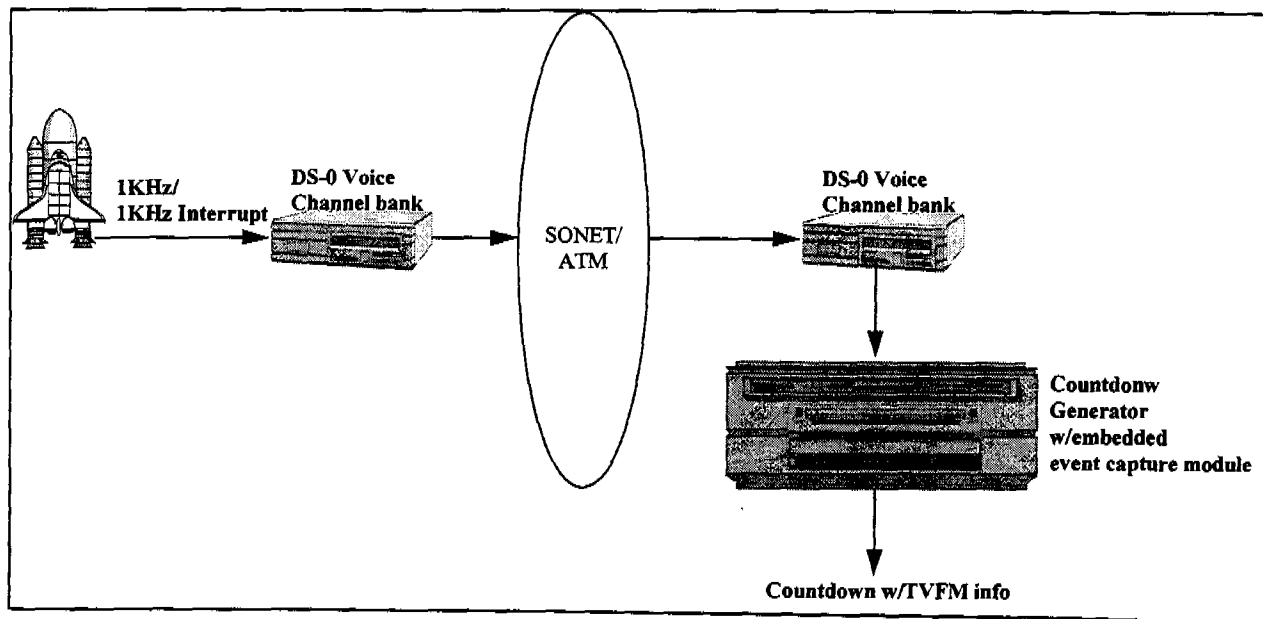 1KHz/
1KHz Interrupt
DS-0 Voice
Channel bank
SONET/
ATM
DS-0 Voice
Channel bank
Countdonw
Generator
w/embedded
event capture module
Countdown w/TVFM info